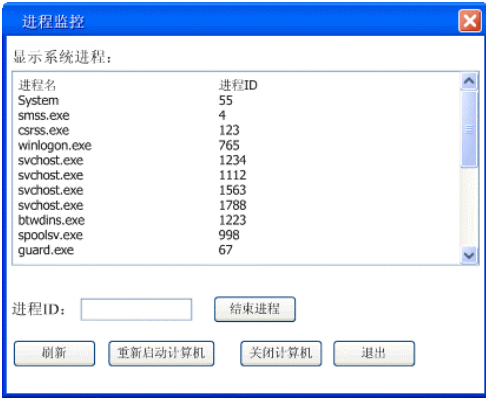 进程监控
显示系统进程：
进程名 进程ID
System 55
smss.exe 4
csrss.exe 123
winlogon.exe 765
svchost.exe 1234
svchost.exe 1112
svchost.exe 1563
svchost.exe 1788
btwdins.exe 1223
spoolsv.exe 998
guard.exe 67
进程ID： 结束进程
刷新 重新启动计算机 关闭计算机 退出